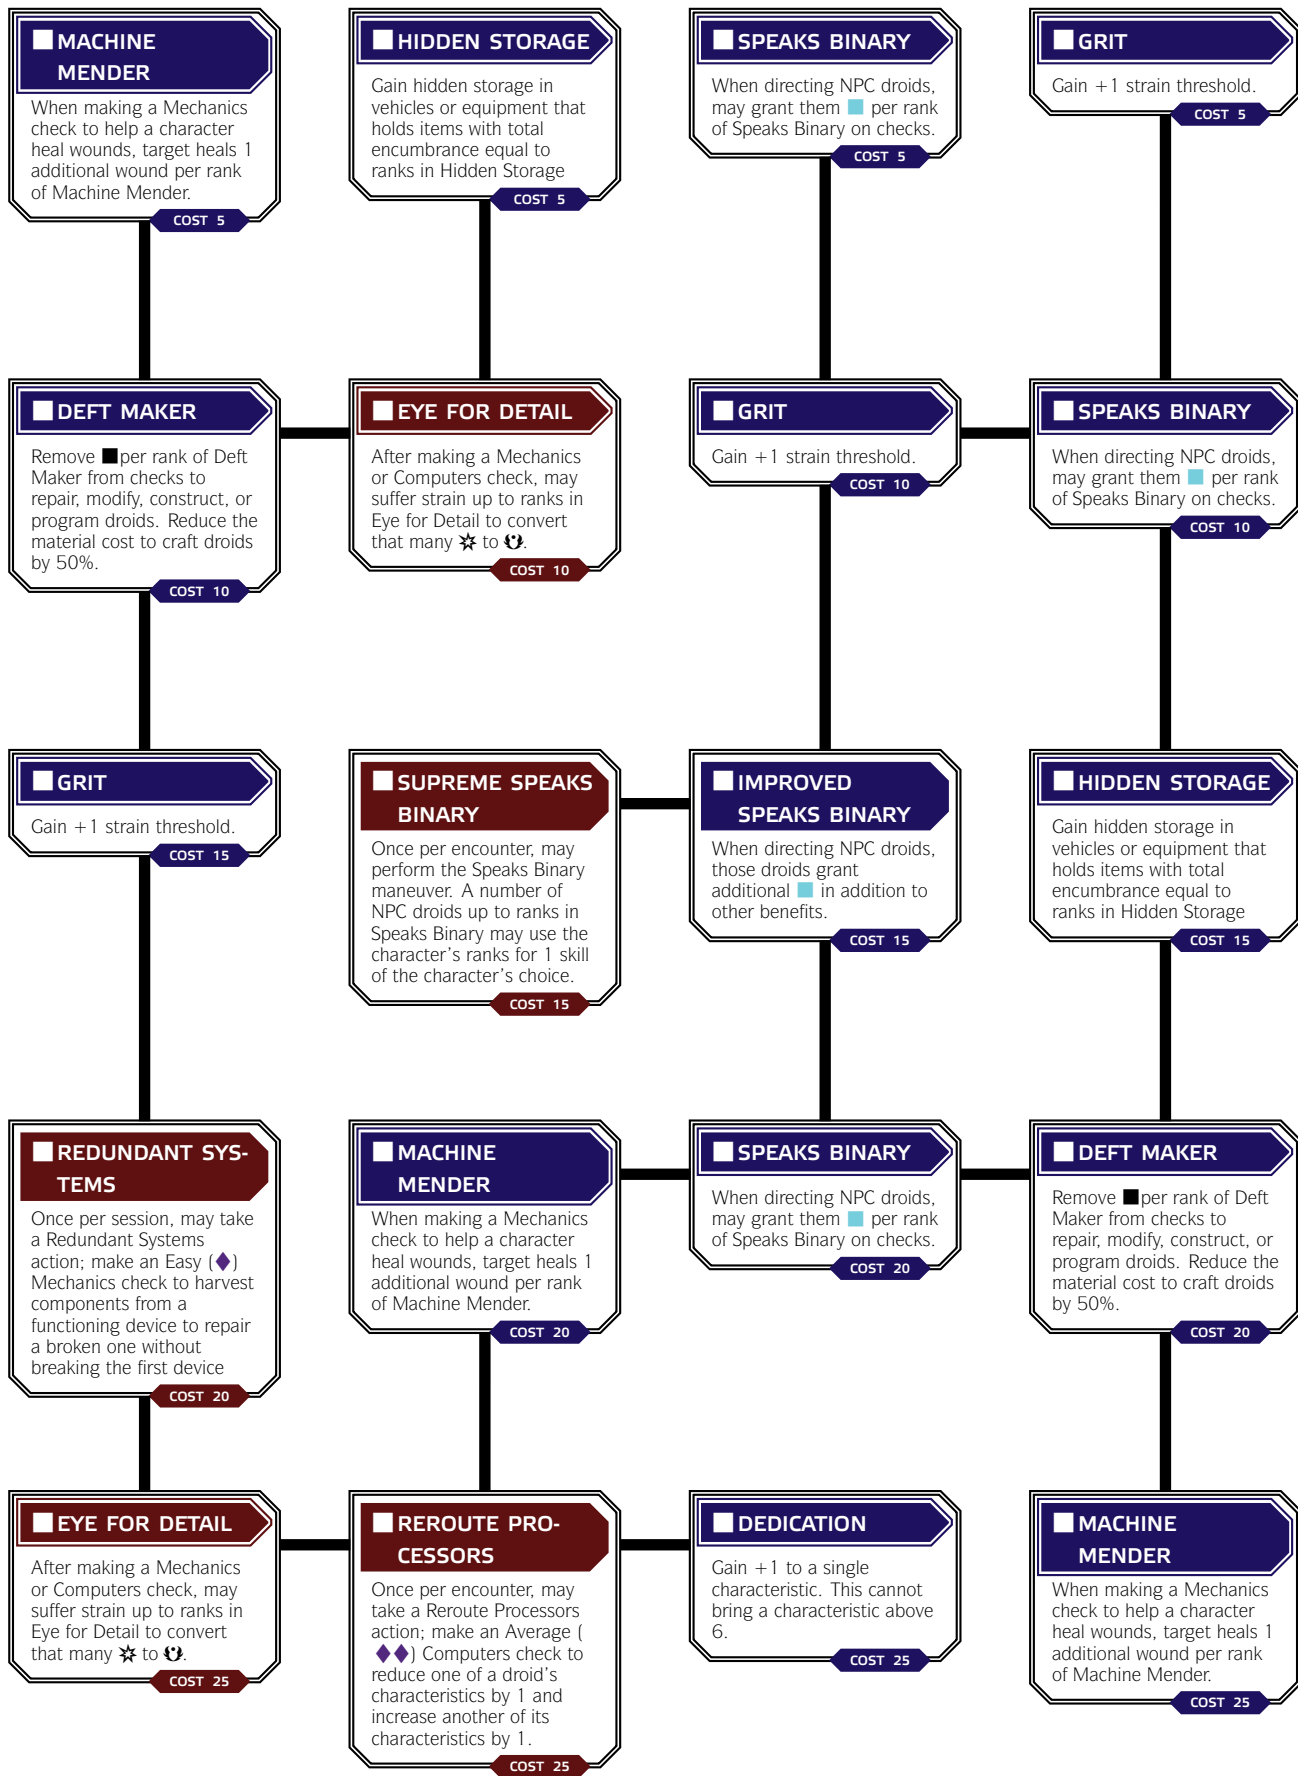 MACHINE
MENDER
When making a Mechanics
check to help a character
heal wounds, target heals 1
additional wound per rank
of Machine Mender.
COST 5
HIDDEN STORAGE
Gain hidden storage in
vehicles or equipment that
holds items with total
encumbrance equal to
ranks in Hidden Storage
COST 5
SPEAKS BINARY
When directing NPC droids,
may grant them per rank
of Speaks Binary on checks.
COST 5
GRIT
Gain +1 strain threshold.
COST 5
DEFT MAKER
Remove per rank of Deft
Maker from checks to
repair, modify, construct, or
program droids. Reduce the
material cost to craft droids
by 50%.
COST 10
EYE FOR DETAIL
After making a Mechanics
or Computers check, may
suffer strain up to ranks in
Eye for Detail to convert
that many to .
COST 10
GRIT
Gain +1 strain threshold.
COST 10
SPEAKS BINARY
When directing NPC droids,
may grant them per rank
of Speaks Binary on checks.
COST 10
GRIT
Gain +1 strain threshold.
COST 15
SUPREME SPEAKS
BINARY
Once per encounter, may
perform the Speaks Binary
maneuver. A number of
NPC droids up to ranks in
Speaks Binary may use the
character's ranks for 1 skill
of the character's choice.
COST 15
IMPROVED
SPEAKS BINARY
When directing NPC droids,
those droids grant
additional in addition to
other benefits.
COST 15
HIDDEN STORAGE
Gain hidden storage in
vehicles or equipment that
holds items with total
encumbrance equal to
ranks in Hidden Storage
COST 15
REDUNDANT SYS-
TEMS
Once per session, may take
a Redundant Systems
action; make an Easy (♦)
Mechanics check to harvest
components from a
functioning device to repair
a broken one without
breaking the first device
COST 20
MACHINE
MENDER
When making a Mechanics
check to help a character
heal wounds, target heals 1
additional wound per rank
of Machine Mender.
COST 20
SPEAKS BINARY
When directing NPC droids,
may grant them per rank
of Speaks Binary on checks.
COST 20
DEFT MAKER
Remove per rank of Deft
Maker from checks to
repair, modify, construct, or
program droids. Reduce the
material cost to craft droids
by 50%.
COST 20
EYE FOR DETAIL
After making a Mechanics
or Computers check, may
suffer strain up to ranks in
Eye for Detail to convert
that many to .
COST 25
REROUTE PRO-
CESSORS
Once per encounter, may
take a Reroute Processors
action; make an Average (
♦♦) Computers check to
reduce one of a droid's
characteristics by 1 and
increase another of its
characteristics by 1.
COST 25
DEDICATION
Gain +1 to a single
characteristic. This cannot
bring a characteristic above
6.
COST 25
MACHINE
MENDER
When making a Mechanics
check to help a character
heal wounds, target heals 1
additional wound per rank
of Machine Mender.
COST 25